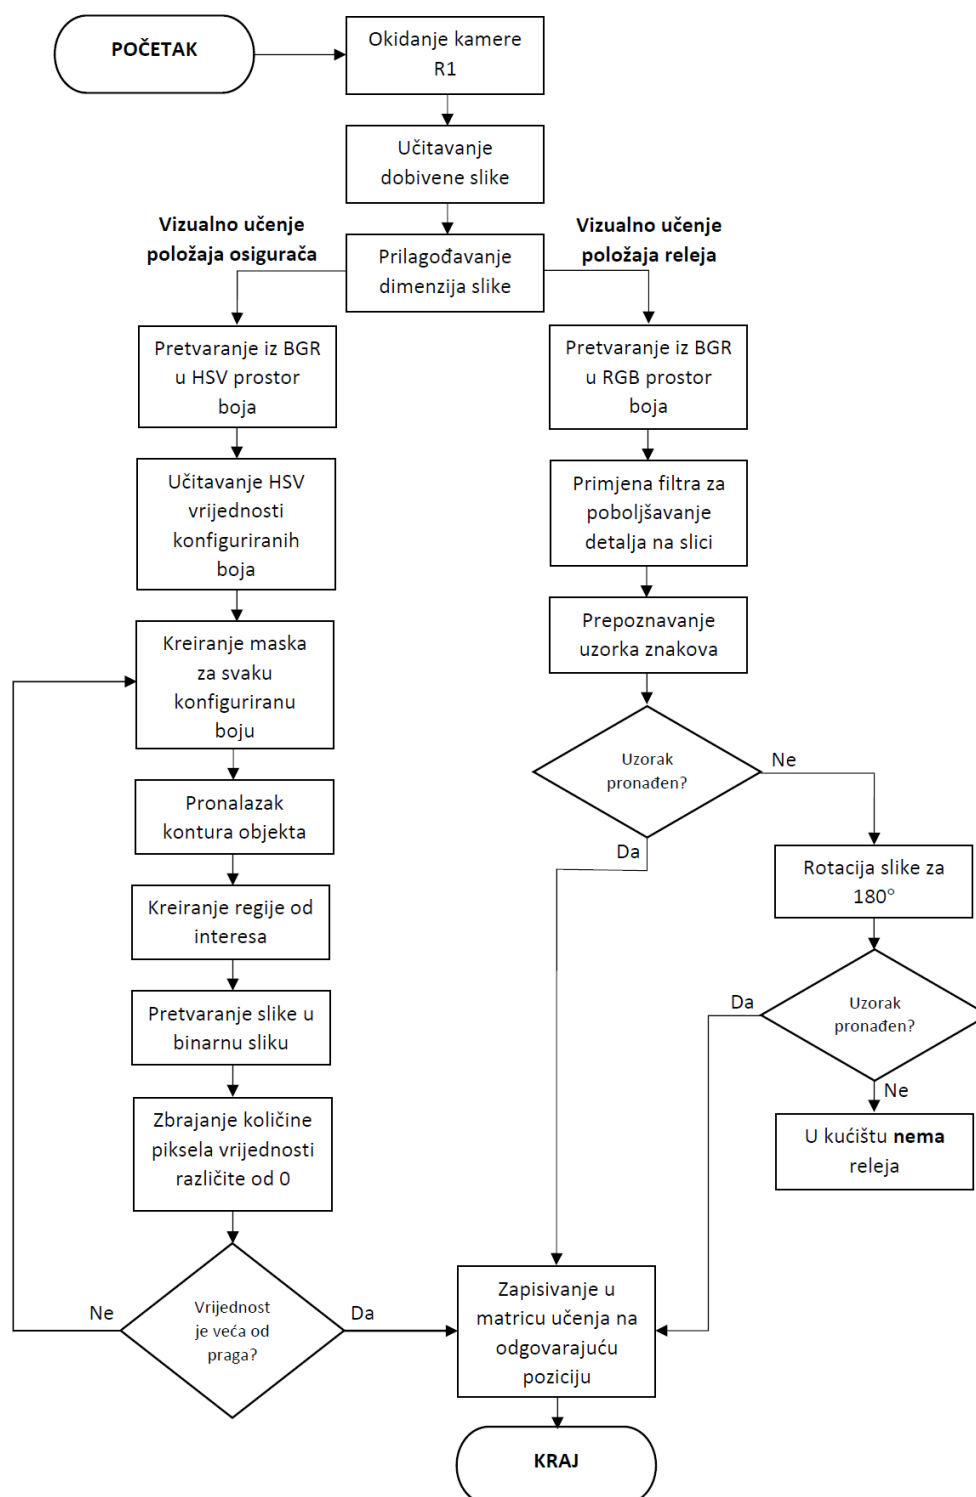 POČETAK
Okidanje kamere
R1
Učitavanje
dobivene slike
Vizualno učenje
položaja osigurača
Vizualno učenje
položaja releja
Prilagođavanje
dimenzija slike
Pretvaranje iz BGR
u HSV prostor
boja
Pretvaranje iz BGR
u RGB prostor
boja
Učitavanje HSV
vrijednosti
konfiguriranih
boja
Primjena filtra za
poboljšavanje
detalja na slici
Kreiranje maska
za svaku
konfiguriranu
boju
Prepoznavanje
uzorka znakova
Uzorak
pronađen?
Ne
Da
Pronalazak
kontura objekta
Rotacija slike za
180°
Kreiranje regije od
interesa
Uzorak
pronađen?
Da
Ne
Pretvaranje slike u
binarnu sliku
U kućištu nema
releja
Zbrajanje količine
piksela vrijednosti
različite od 0
Vrijednost
je veća od
praga?
Ne
Da
Zapisivanje u
matricu učenja na
odgovarajuću
poziciju
KRAJ